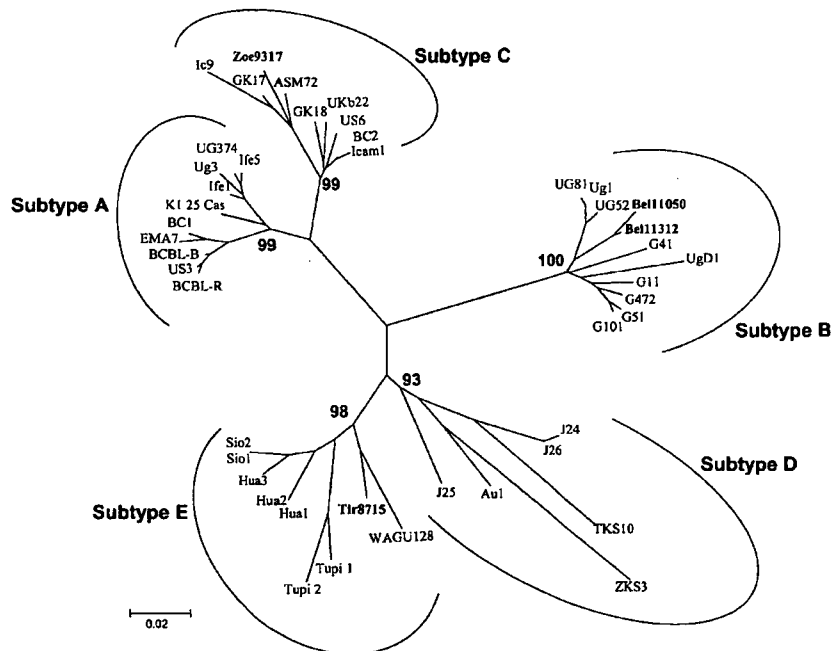 Subtype C
Zoe9317
Ic9
GK17
ASM72
GK18
UKb22
US6
BC2
Icam1
99
Subtype A
UG374
Ife5
Ug3
Ife1
K1 25 Cas
BC1
EMA7
BCBL-B
US3
BCBL-R
99
UG81
Ug1
UG52
Bel11050
Bel11312
G41
UgD1
100
G11
G472
G51
G101
Subtype B
93
98
J24
J26
Subtype D
J25
Au1
TKS10
ZKS3
Sio2
Sio1
Hua3
Hua2
Hua1
Subtype E
Tir8715
WAGU128
Tupi 1
Tupi 2
0.02